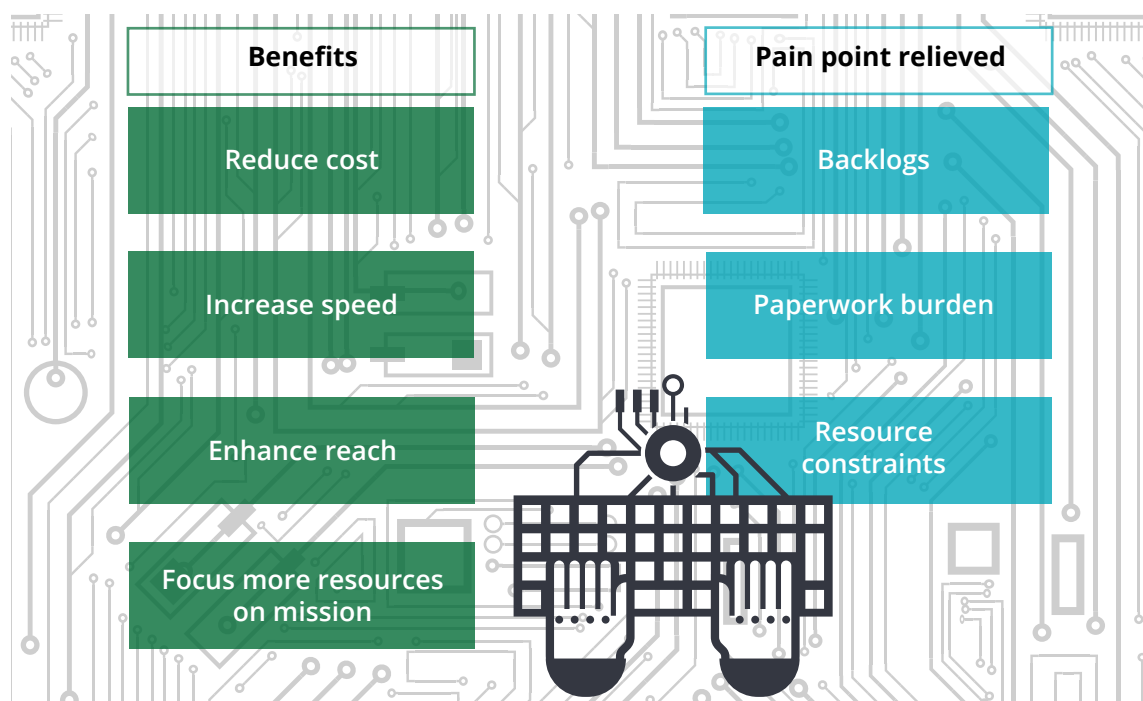 Benefits
Reduce cost
Increase speed
Enhance reach
Focus more resources
on mission
Pain point relieved
Backlogs
Paperwork burden
Resource
constraints